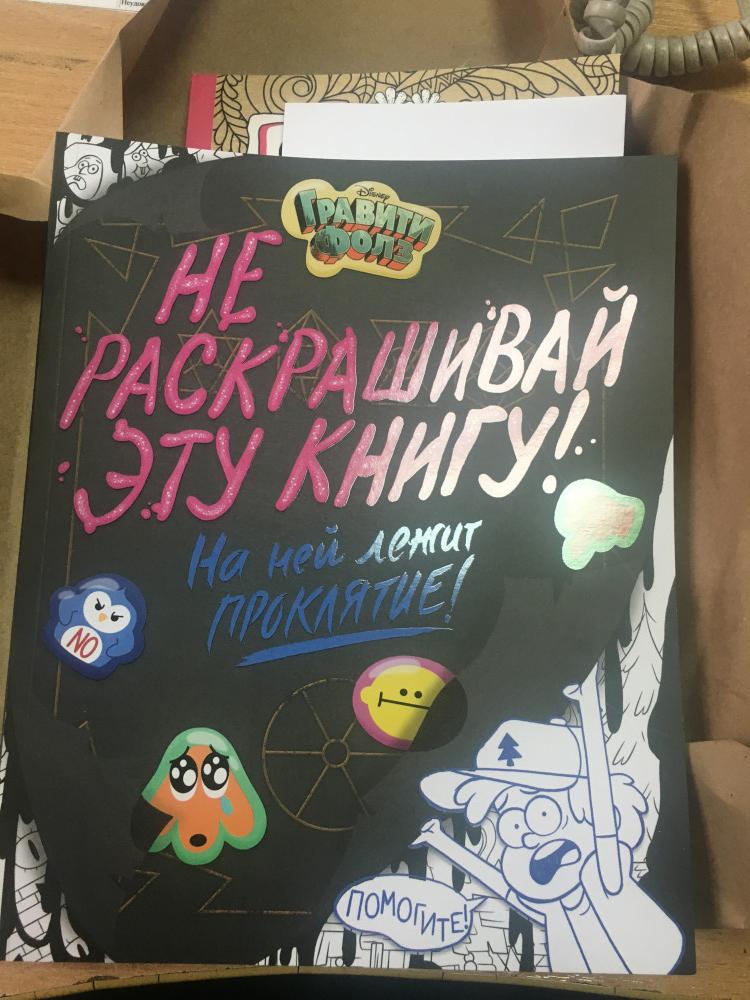 Disney
ГРАВИТИ
ФОЛЗ
НЕ
РАСКРАШИВАЙ
ЭТУ КНИГУ!
На ней лежит
ПРОКЛЯТИЕ!
NO
ПОМОГИТЕ!